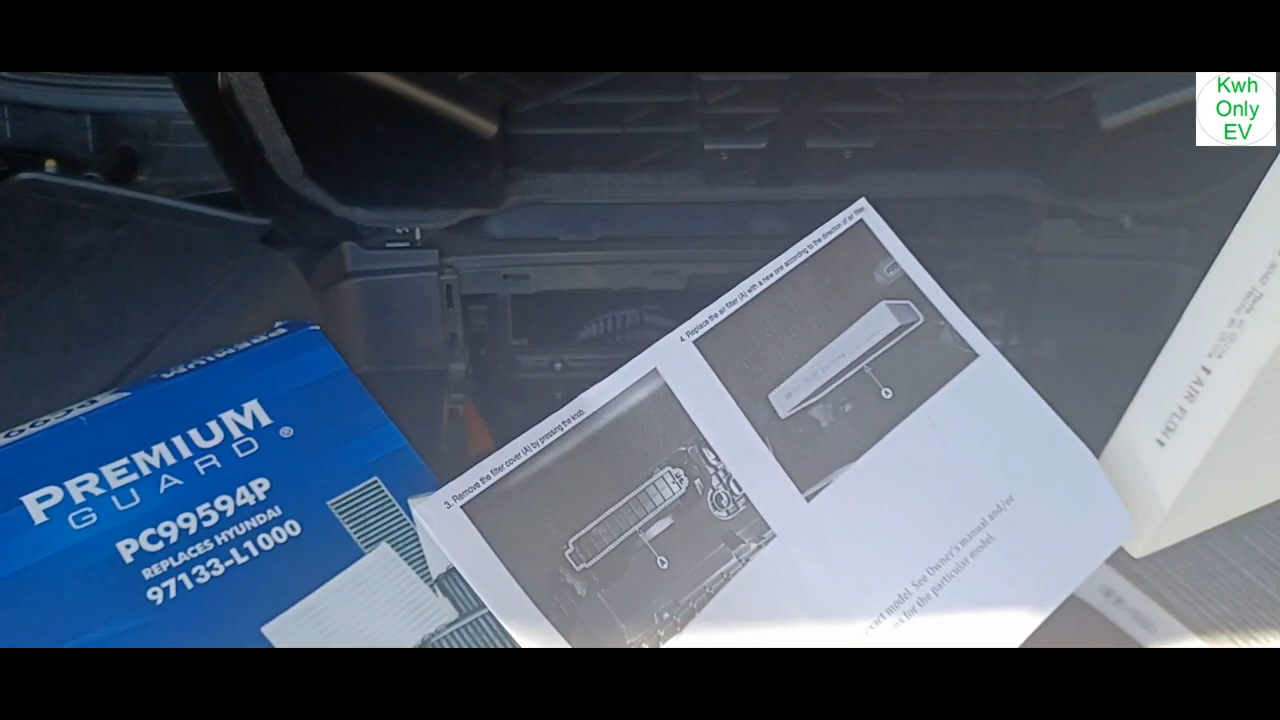 Kwh
Only
EV
PREMIUM
PREMIUM
GUARD®
PC99594P
REPLACES HYUNDAI
97133-L1000
3. Remove the filter cover (A) by pressing the knob.
A
4. Replace the air filter (A) with a new one according to the direction of air filter.
A
exact model. See Owner's manual and/or
for the particular model.
AIR FLOW